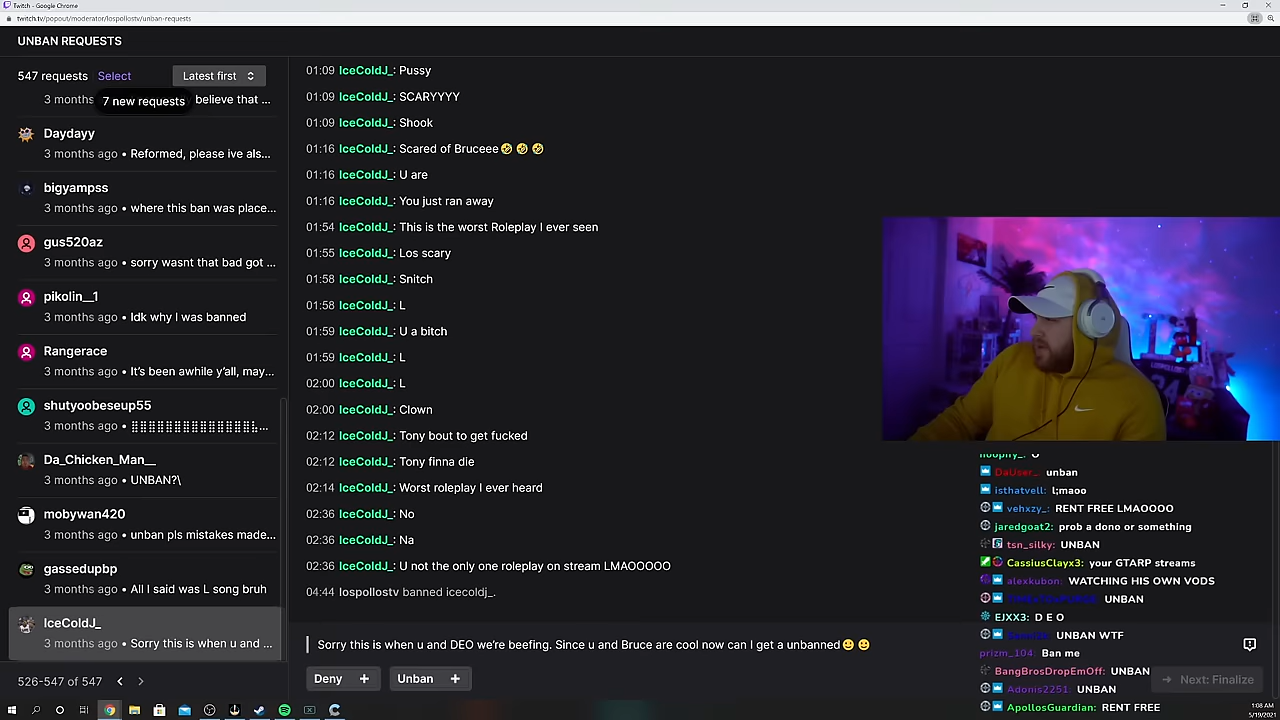 Twitch - Google Chrome
twitch.tv/popout/moderator/lospollostv/unban-requests
UNBAN REQUESTS
547 requests Select Latest first
3 months believe that ...
7 new requests
Daydayy
3 months ago • Reformed, please ive als...
bigyampss
3 months ago • where this ban was place...
gus520az
3 months ago • sorry wasnt that bad got ...
pikolin__1
3 months ago • Idk why I was banned
Rangerace
3 months ago • It's been awhile y'all, may...
shutyoobeseup55
3 months ago •
Da_Chicken_Man__
3 months ago • UNBAN?\
mobywan420
3 months ago • unban pls mistakes made...
gassedupbp
3 months ago • All I said was L song bruh
IceColdJ_
3 months ago • Sorry this is when u and ...
526-547 of 547
01:09 IceColdJ_: Pussy
01:09 IceColdJ_: SCARYYYY
01:09 IceColdJ_: Shook
01:16 IceColdJ_: Scared of Bruceee🤣 🤣 🤣
01:16 IceColdJ_: U are
01:16 IceColdJ_: You just ran away
01:54 IceColdJ_: This is the worst Roleplay I ever seen
01:55 IceColdJ_: Los scary
01:58 IceColdJ_: Snitch
01:58 IceColdJ_: L
01:59 IceColdJ_: U a bitch
01:59 IceColdJ_: L
02:00 IceColdJ_: L
02:00 IceColdJ_: Clown
02:12 IceColdJ_: Tony bout to get fucked
02:12 IceColdJ_: Tony finna die
02:14 IceColdJ_: Worst roleplay I ever heard
02:36 IceColdJ_: No
02:36 IceColdJ_: Na
02:36 IceColdJ_: U not the only one roleplay on stream LMAOOOOO
04:44 lospollostv banned icecoldj_.
Sorry this is when u and DEO we're beefing. Since u and Bruce are cool now can I get a unbanned😀 😀
Deny + Unban +
Next: Finalize
DaUser_ unban
isthatvell: l;maoo
vehxzy_: RENT FREE LMAOOOO
jaredgoat2: prob a dono or something
tsn_silky: UNBAN
CassiusClayx3: your GTARP streams
alexkubon: WATCHING HIS OWN VODS
UNBAN
EJXX3: D E O
UNBAN WTF
prizm_104: Ban me
BangBrosDropEmOff: UNBAN
Adonis2251: UNBAN
ApollosGuardian: RENT FREE
1:08 AM
5/19/2021